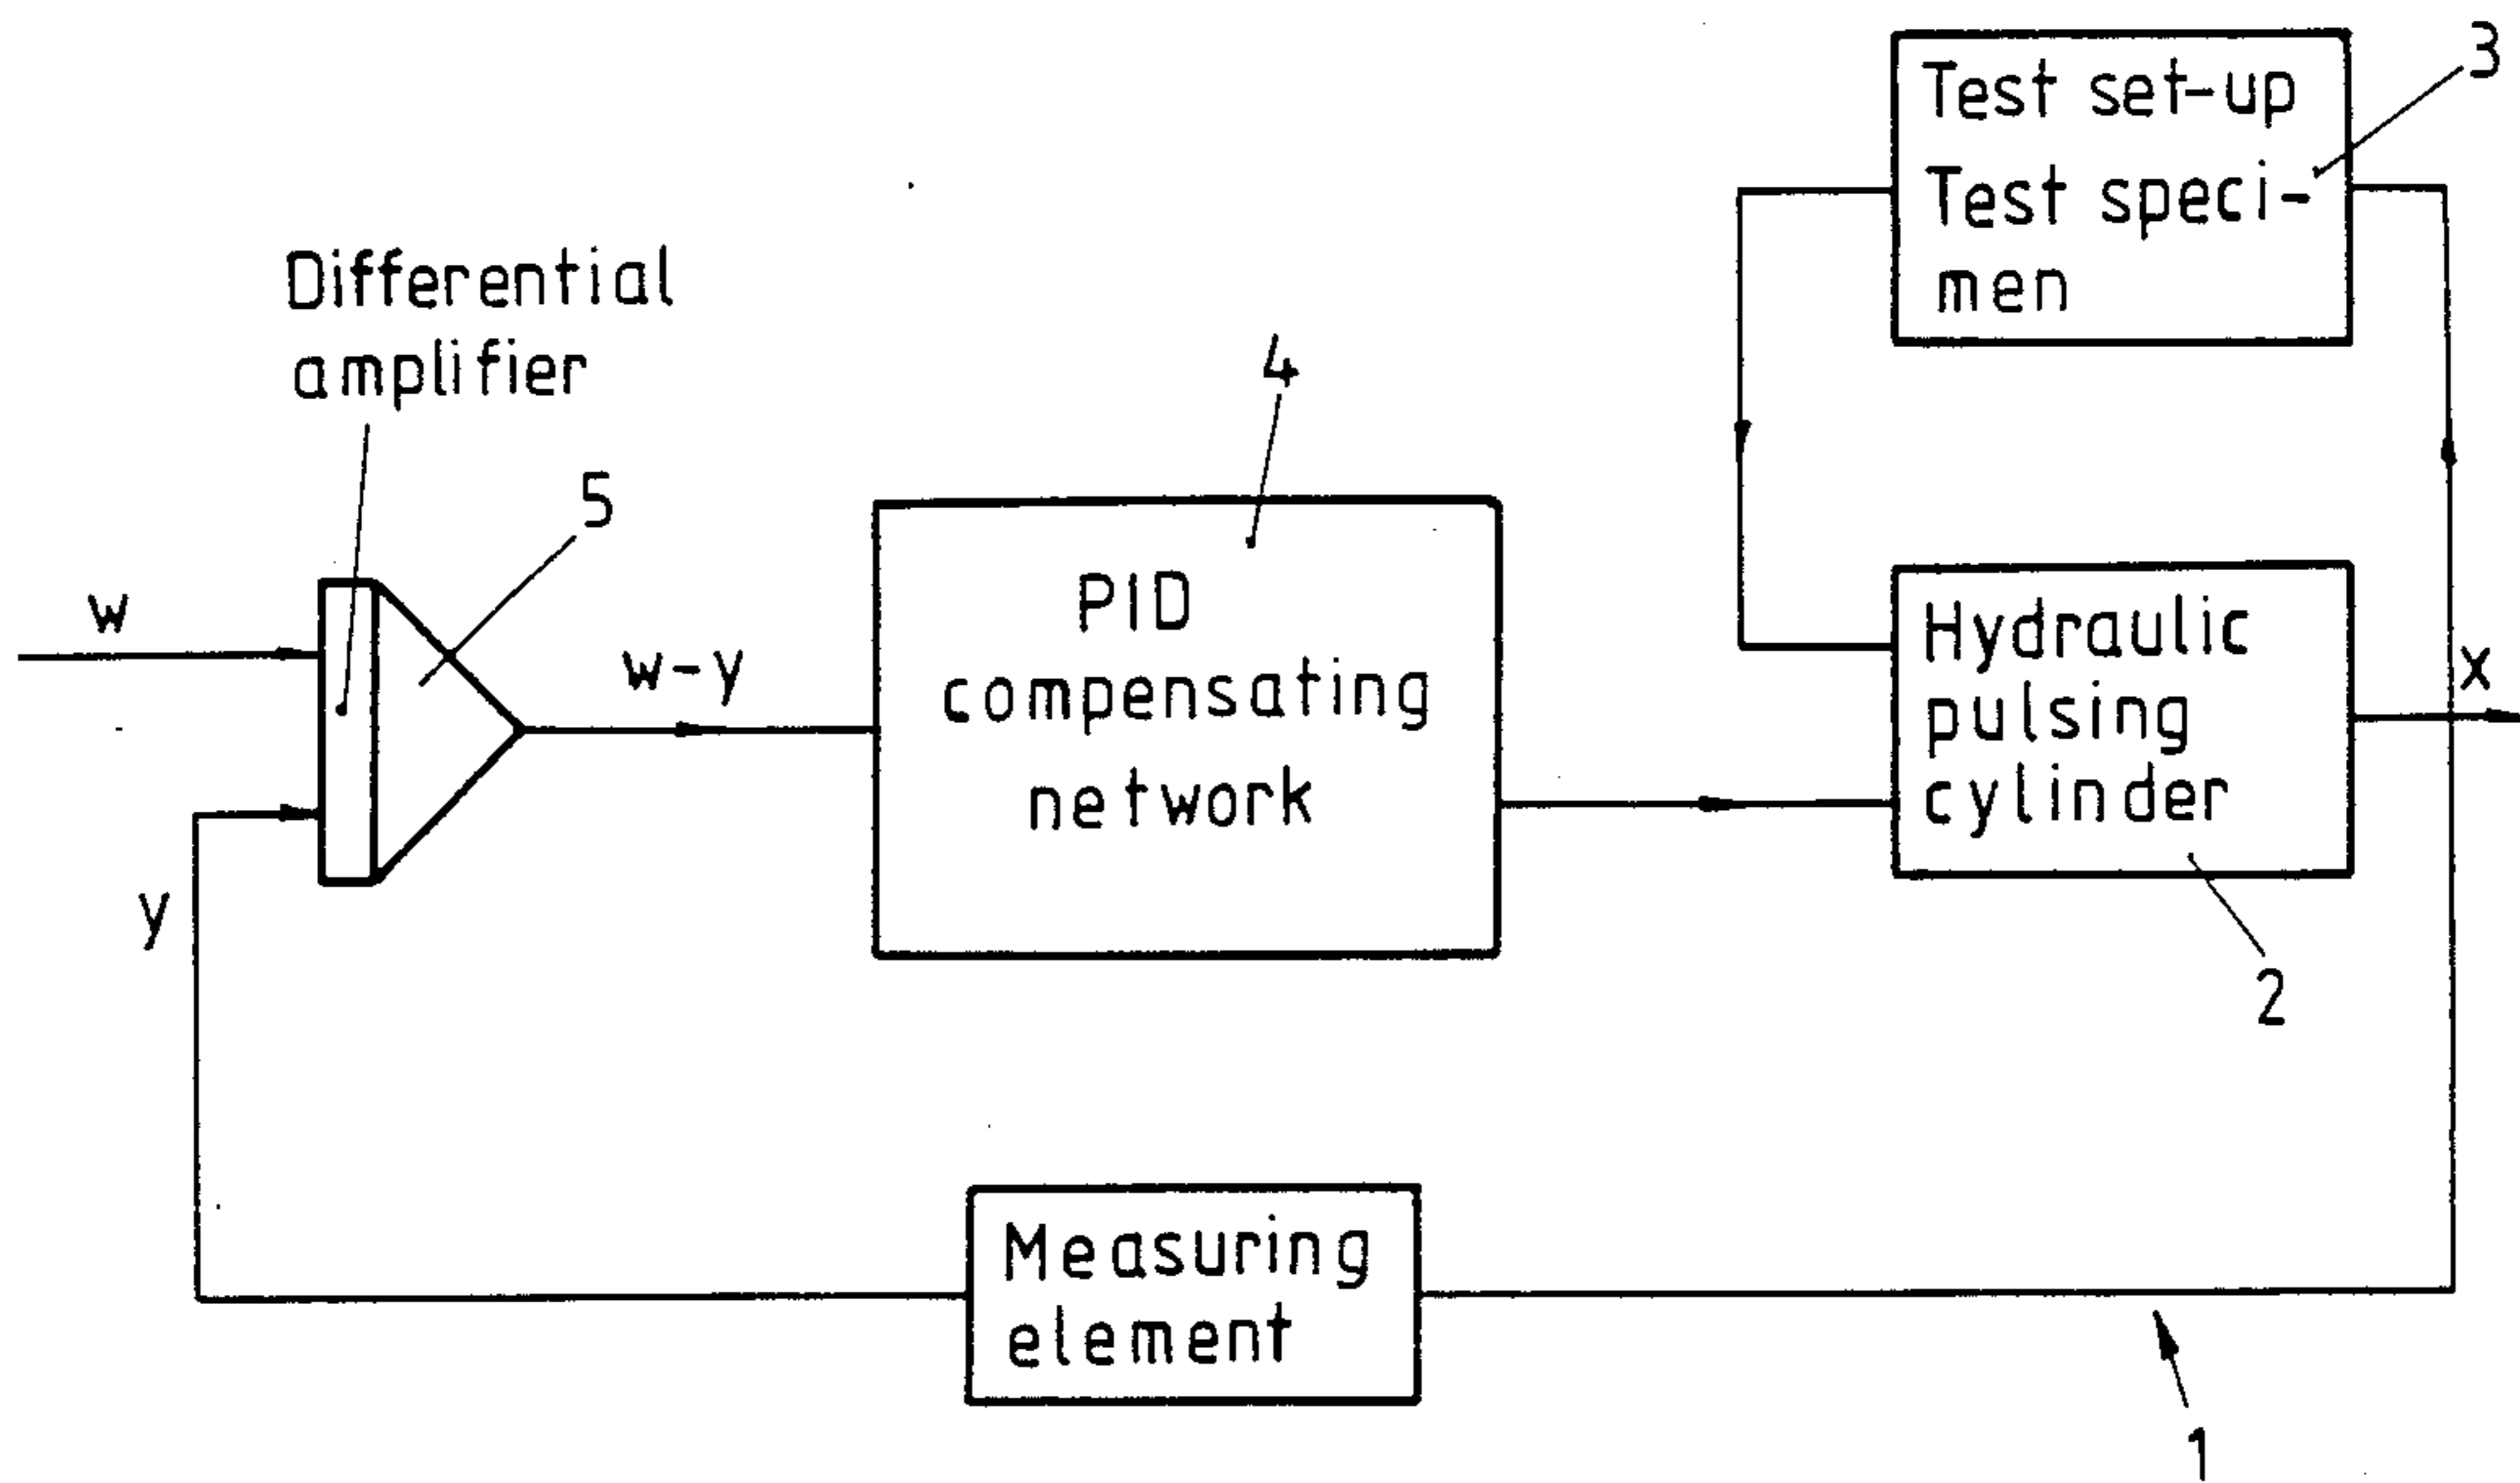 Test set-up
Test speci-
men
3
Differential
amplifier
4
5
PID
compensating
network
w
w-y
Hydraulic
pulsing
cylinder
x
y
2
Measuring
element
1